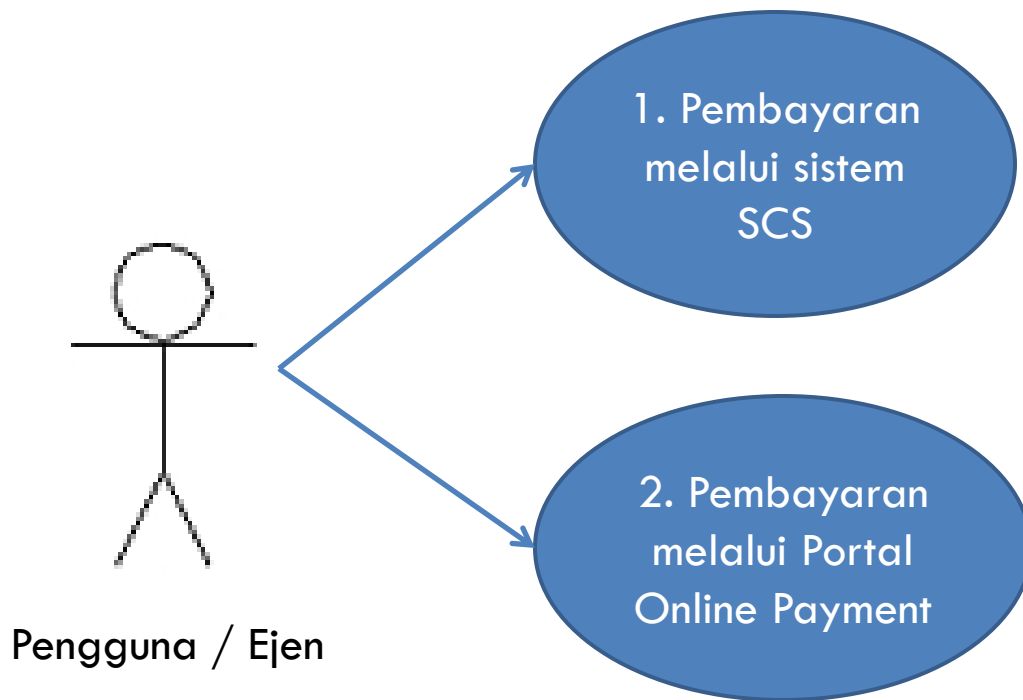 1. Pembayaran
melalui sistem
SCS
2. Pembayaran
melalui Portal
Online Payment
Pengguna / Ejen